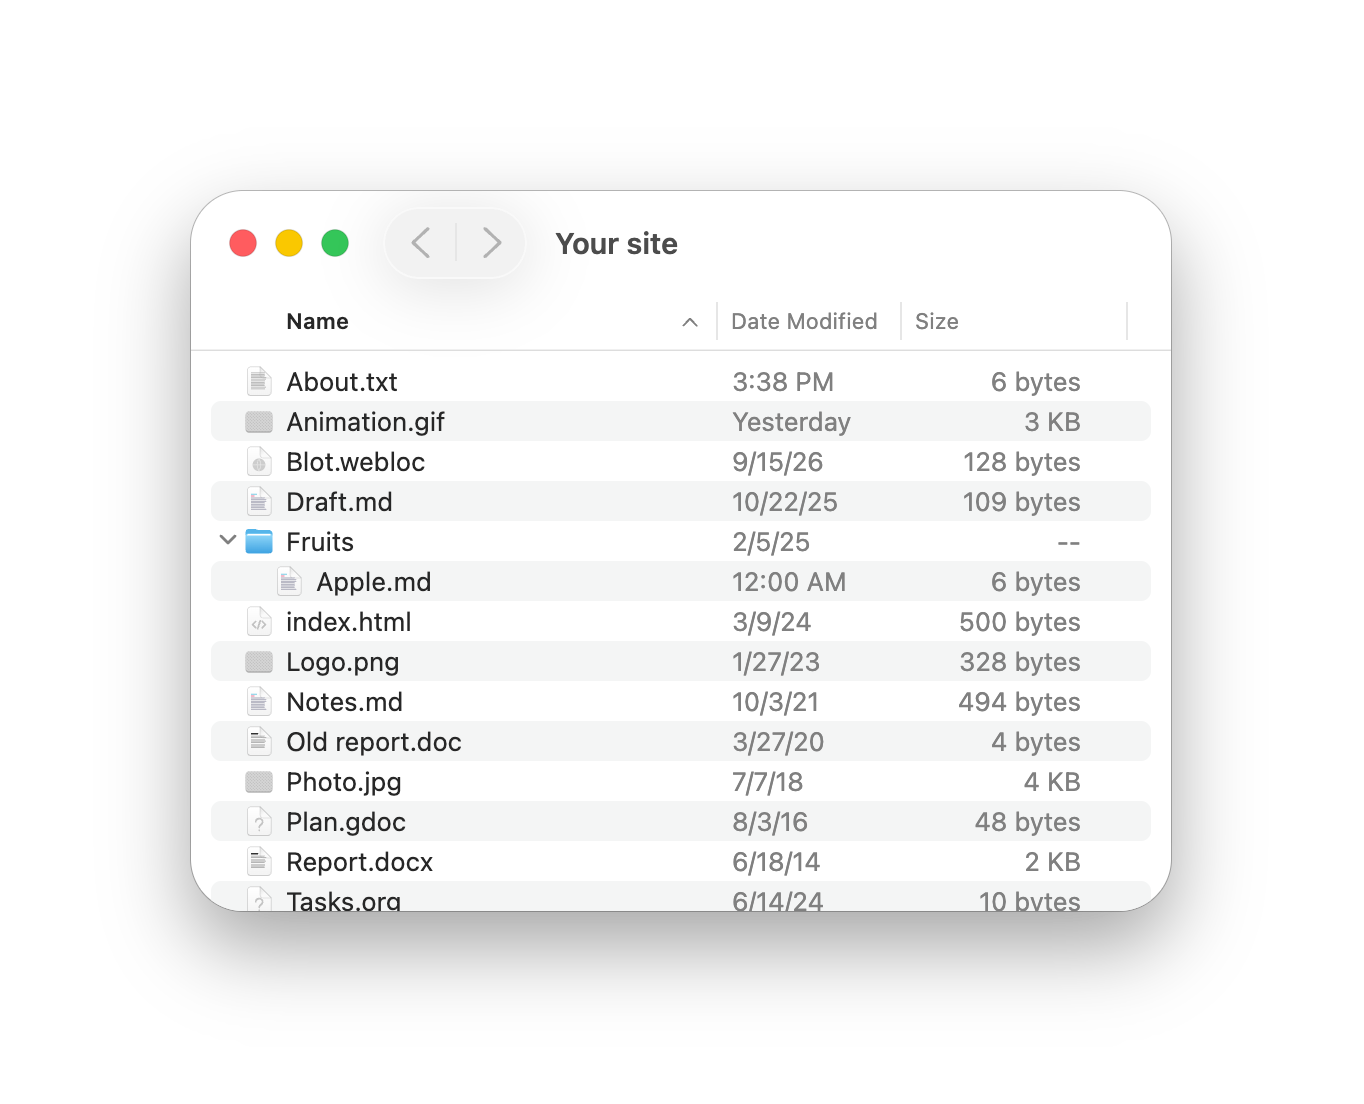 Your site
Name Date Modified Size
About.txt 3:38 PM 6 bytes
Animation.gif Yesterday 3 KB
Blot.webloc 9/15/26 128 bytes
Draft.md 10/22/25 109 bytes
Fruits 2/5/25 --
Apple.md 12:00 AM 6 bytes
index.html 3/9/24 500 bytes
Logo.png 1/27/23 328 bytes
Notes.md 10/3/21 494 bytes
Old report.doc 3/27/20 4 bytes
Photo.jpg 7/7/18 4 KB
Plan.gdoc 8/3/16 48 bytes
Report.docx 6/18/14 2 KB
Tasks.org 6/14/24 10 bytes